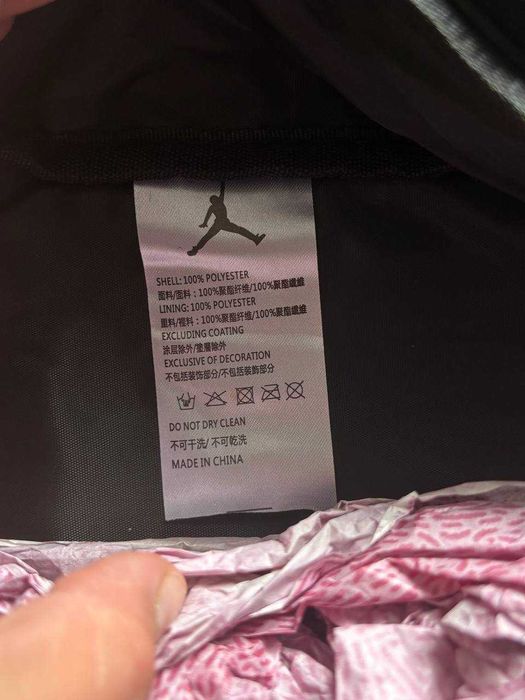 SHELL: 100% POLYESTER
面料/面料：100%聚酯纤维/100%聚酯纖維
LINING: 100% POLYESTER
里料/裡料：100%聚酯纤维/100%聚酯纖維
EXCLUDING COATING
涂层除外/塗層除外
EXCLUSIVE OF DECORATION
不包括装饰部分/不包括裝飾部分
DO NOT DRY CLEAN
不可干洗/ 不可乾洗
MADE IN CHINA